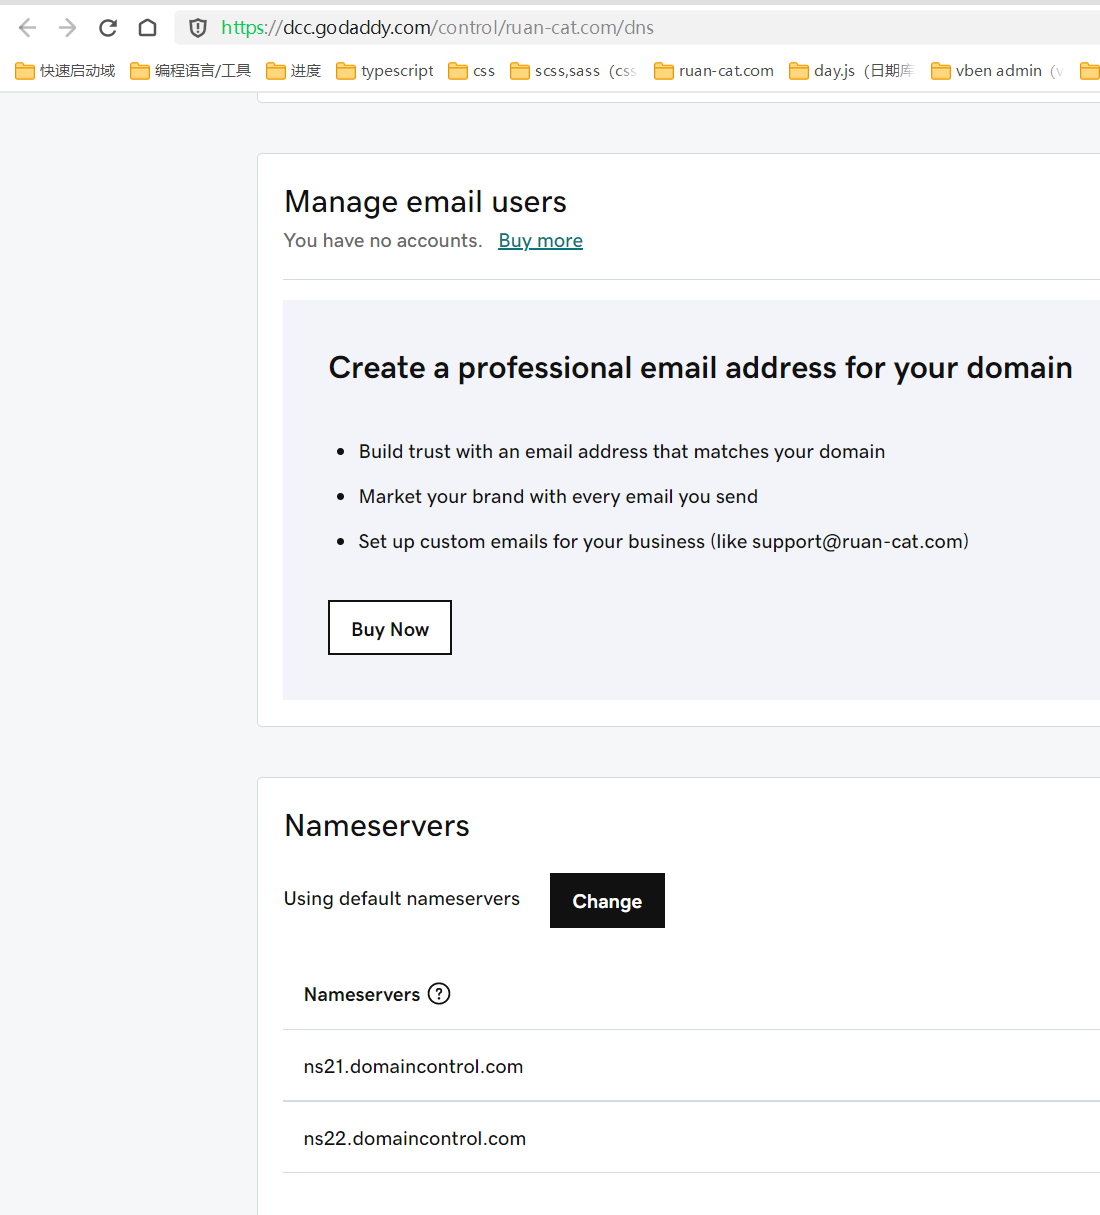 https://dcc.godaddy.com/control/ruan-cat.com/dns
快速启动域 编程语言/工具 进度 typescript css scss,sass (css ruan-cat.com day.js (日期库 vben admin (v
Manage email users
You have no accounts. Buy more
Create a professional email address for your domain
Build trust with an email address that matches your domain
Market your brand with every email you send
Set up custom emails for your business (like support@ruan-cat.com)
Buy Now
Nameservers
Using default nameservers Change
Nameservers ?
ns21.domaincontrol.com
ns22.domaincontrol.com